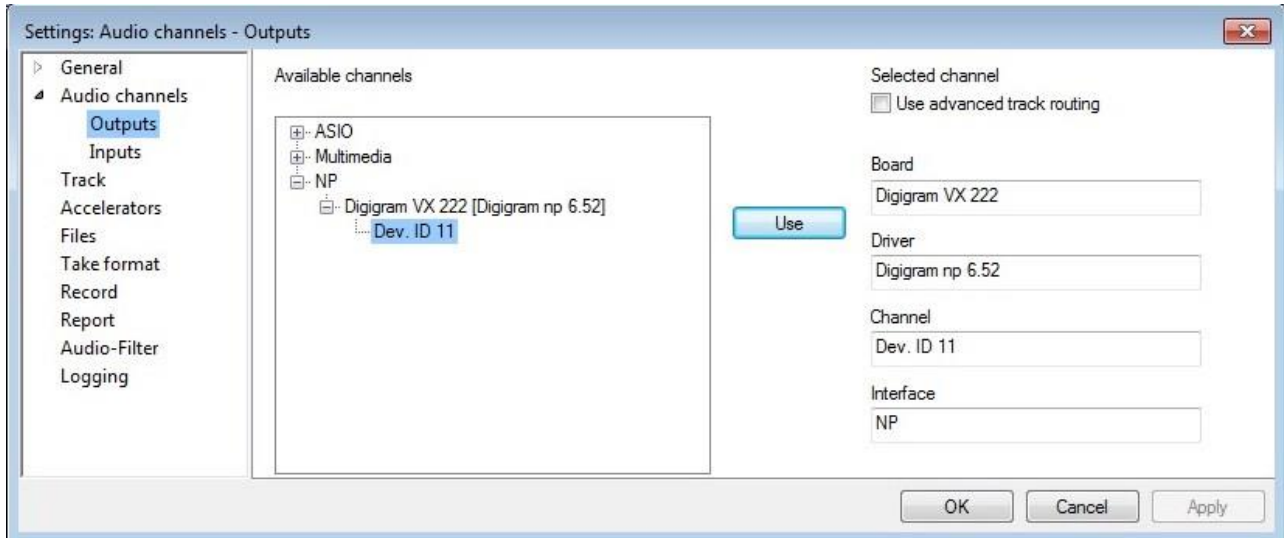 Settings: Audio channels - Outputs
General
Audio channels
Outputs
Inputs
Track
Accelerators
Files
Take format
Record
Report
Audio-Filter
Logging
Available channels
ASIO
Multimedia
NP
Digigram VX 222 [Digigram np 6.52]
Dev. ID 11
Use
Selected channel
Use advanced track routing
Board
Digigram VX 222
Driver
Digigram np 6.52
Channel
Dev. ID 11
Interface
NP
OK
Cancel
Apply